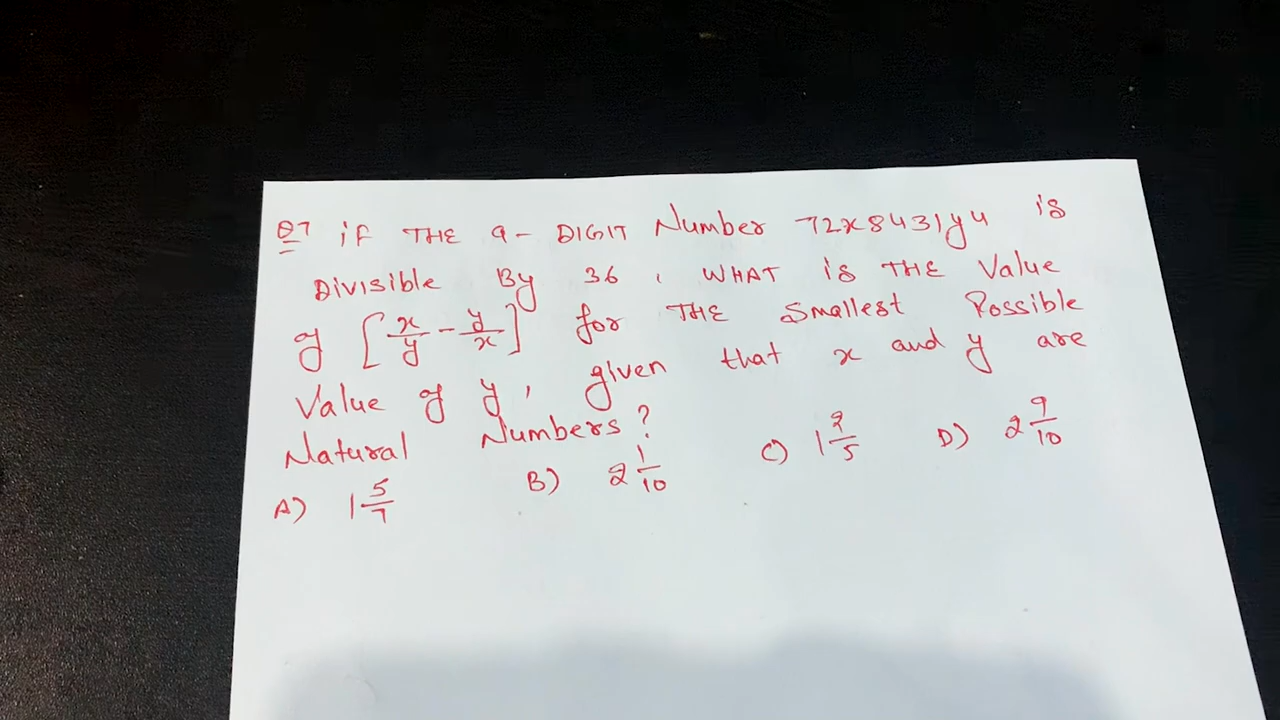 Q7 if THE 9- DIGIT Number 72x8431y4 is
Divisible By 36, WHAT is THE Value
of [x/y - y/x] for THE Smallest Possible
Value of y, given that x and y are
Natural Numbers?
A) 1 5/7 B) 2 1/10 C) 1 2/5 D) 2 9/10